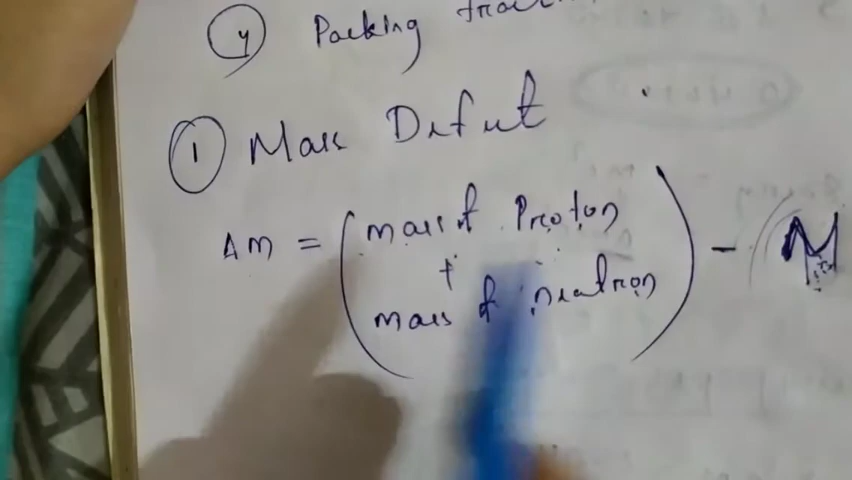 4 Packing
1 Mass Defect
Δm = ( mass of Proton
+
mass of neutron ) - ( M